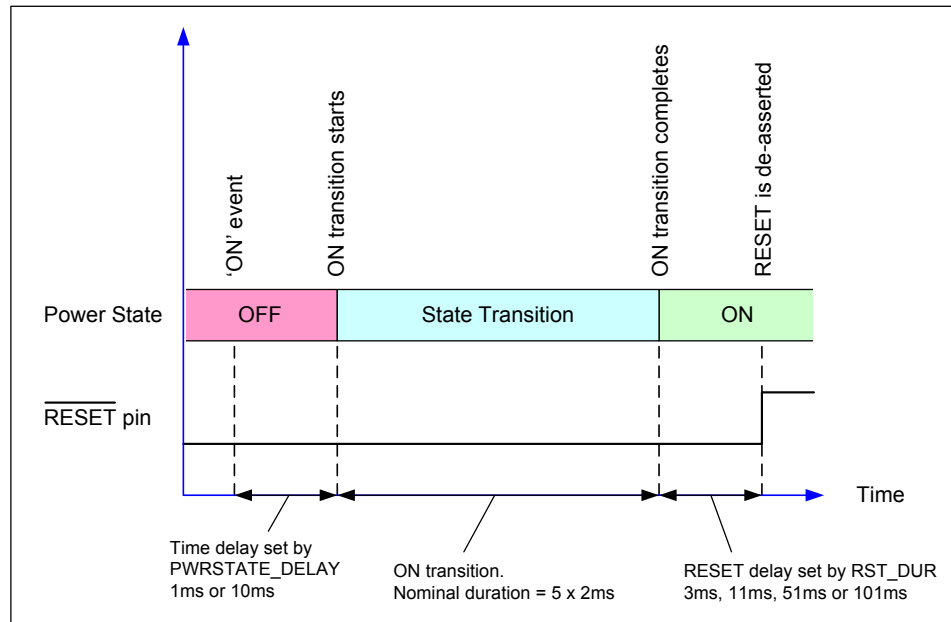 'ON' event
ON transition starts
ON transition completes
RESET is de-asserted
Power State
OFF
State Transition
ON
RESET pin
Time
Time delay set by
PWRSTATE_DELAY
1ms or 10ms
ON transition.
Nominal duration = 5 x 2ms
RESET delay set by RST_DUR
3ms, 11ms, 51ms or 101ms